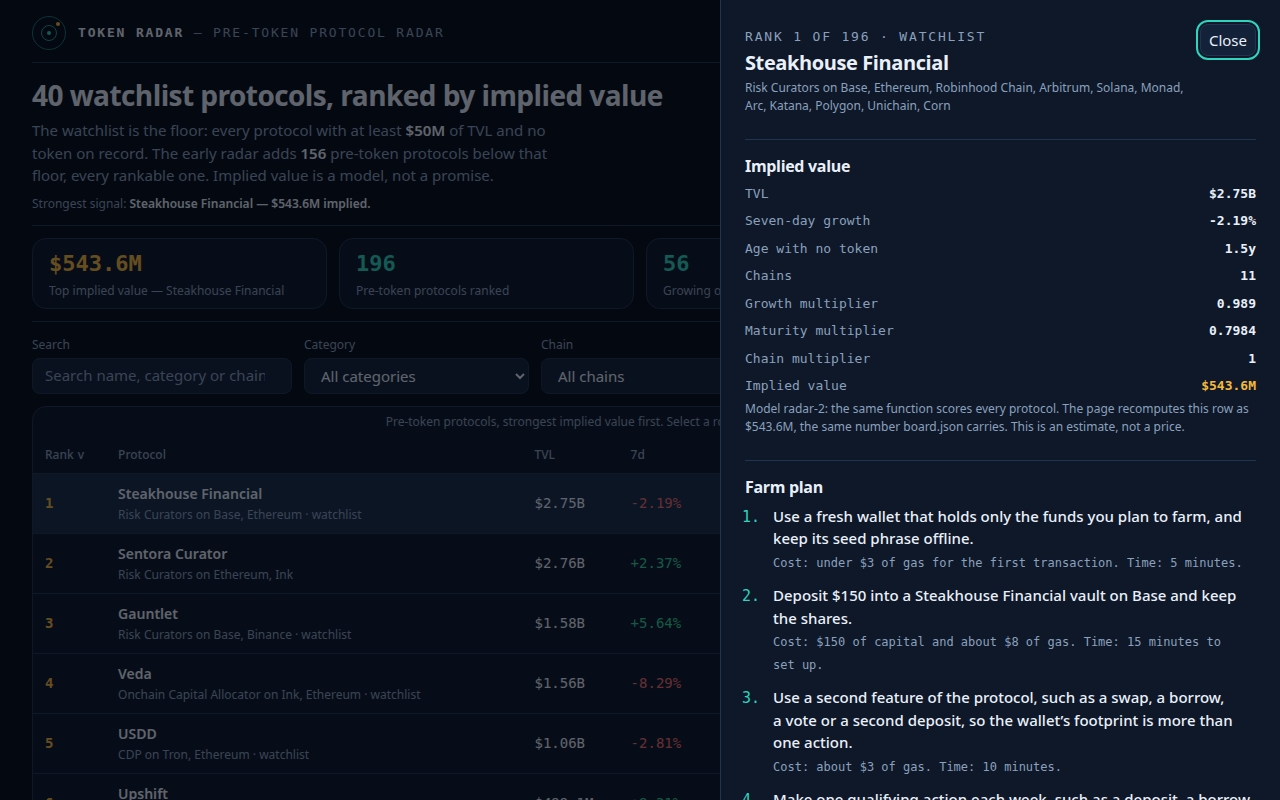 TOKEN RADAR — PRE-TOKEN PROTOCOL RADAR
40 watchlist protocols, ranked by implied value
The watchlist is the floor: every protocol with at least $50M of TVL and no
token on record. The early radar adds 156 pre-token protocols below that
floor, every rankable one. Implied value is a model, not a promise.
Strongest signal: Steakhouse Financial — $543.6M implied.
$543.6M
Top implied value — Steakhouse Financial
196
Pre-token protocols ranked
56
Growing o
Search
Category
Chain
Search name, category or chain
All categories
All chains
Pre-token protocols, strongest implied value first. Select a ro
Rank v Protocol TVL 7d
1 Steakhouse Financial $2.75B -2.19%
Risk Curators on Base, Ethereum · watchlist
2 Sentora Curator $2.76B +2.37%
Risk Curators on Ethereum, Ink
3 Gauntlet $1.58B +5.64%
Risk Curators on Base, Binance · watchlist
4 Veda $1.56B -8.29%
Onchain Capital Allocator on Ink, Ethereum · watchlist
5 USDD $1.06B -2.81%
CDP on Tron, Ethereum · watchlist
Upshift
RANK 1 OF 196 · WATCHLIST
Close
Steakhouse Financial
Risk Curators on Base, Ethereum, Robinhood Chain, Arbitrum, Solana, Monad,
Arc, Katana, Polygon, Unichain, Corn
Implied value
TVL $2.75B
Seven-day growth -2.19%
Age with no token 1.5y
Chains 11
Growth multiplier 0.989
Maturity multiplier 0.7984
Chain multiplier 1
Implied value $543.6M
Model radar-2: the same function scores every protocol. The page recomputes this row as
$543.6M, the same number board.json carries. This is an estimate, not a price.
Farm plan
1. Use a fresh wallet that holds only the funds you plan to farm, and
keep its seed phrase offline.
Cost: under $3 of gas for the first transaction. Time: 5 minutes.
2. Deposit $150 into a Steakhouse Financial vault on Base and keep
the shares.
Cost: $150 of capital and about $8 of gas. Time: 15 minutes to
set up.
3. Use a second feature of the protocol, such as a swap, a borrow,
a vote or a second deposit, so the wallet's footprint is more than
one action.
Cost: about $3 of gas. Time: 10 minutes.
4. Make one qualifying action each week, such as a deposit, a borrow